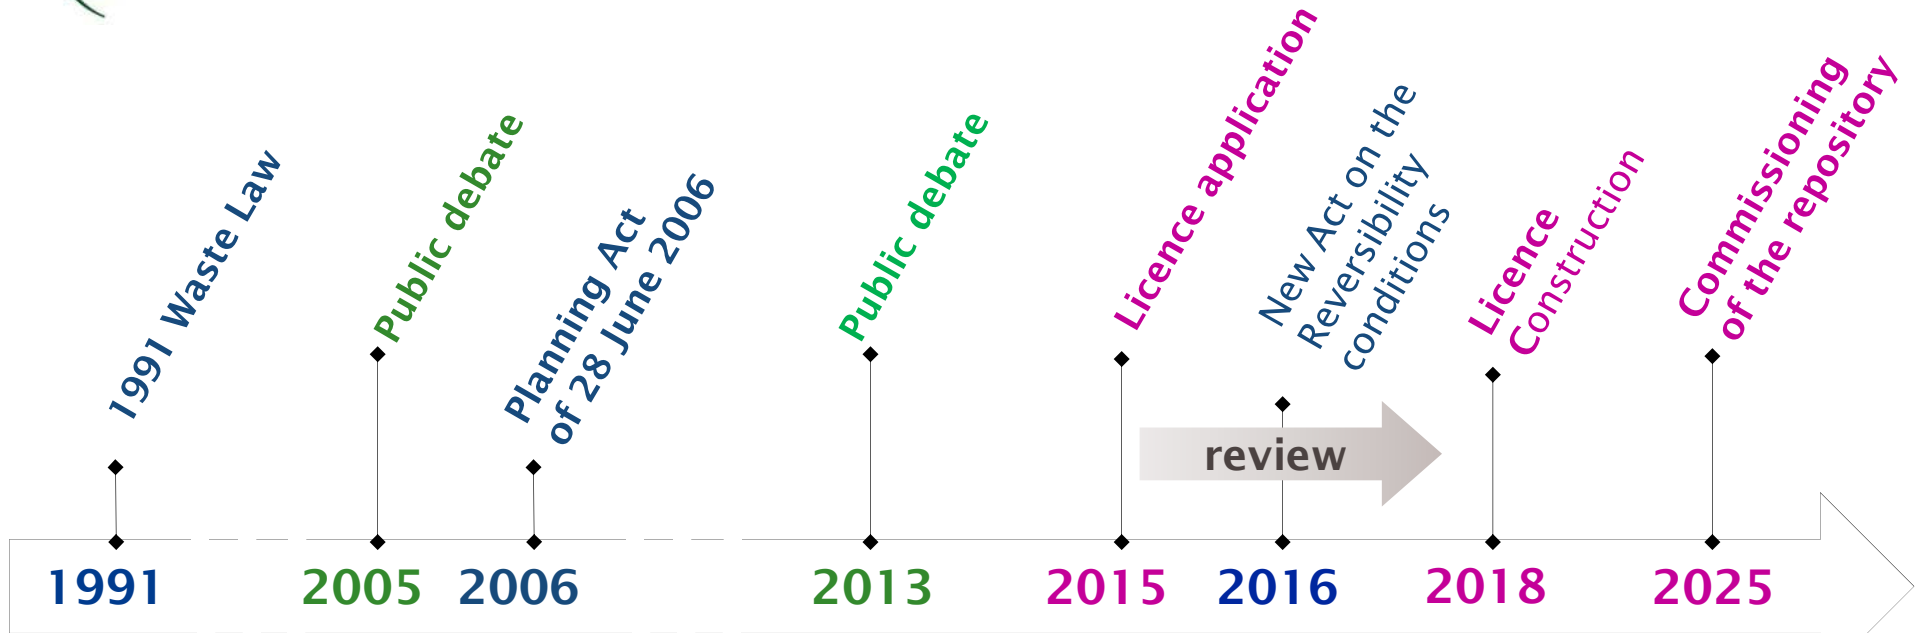 1991 Waste Law
Public debate
Planning Act
of 28 June 2006
Public debate
Licence application
New Act on the
Reversibility
conditions
Licence
Construction
Commissioning
of the repository
review
1991
2005
2006
2013
2015
2016
2018
2025